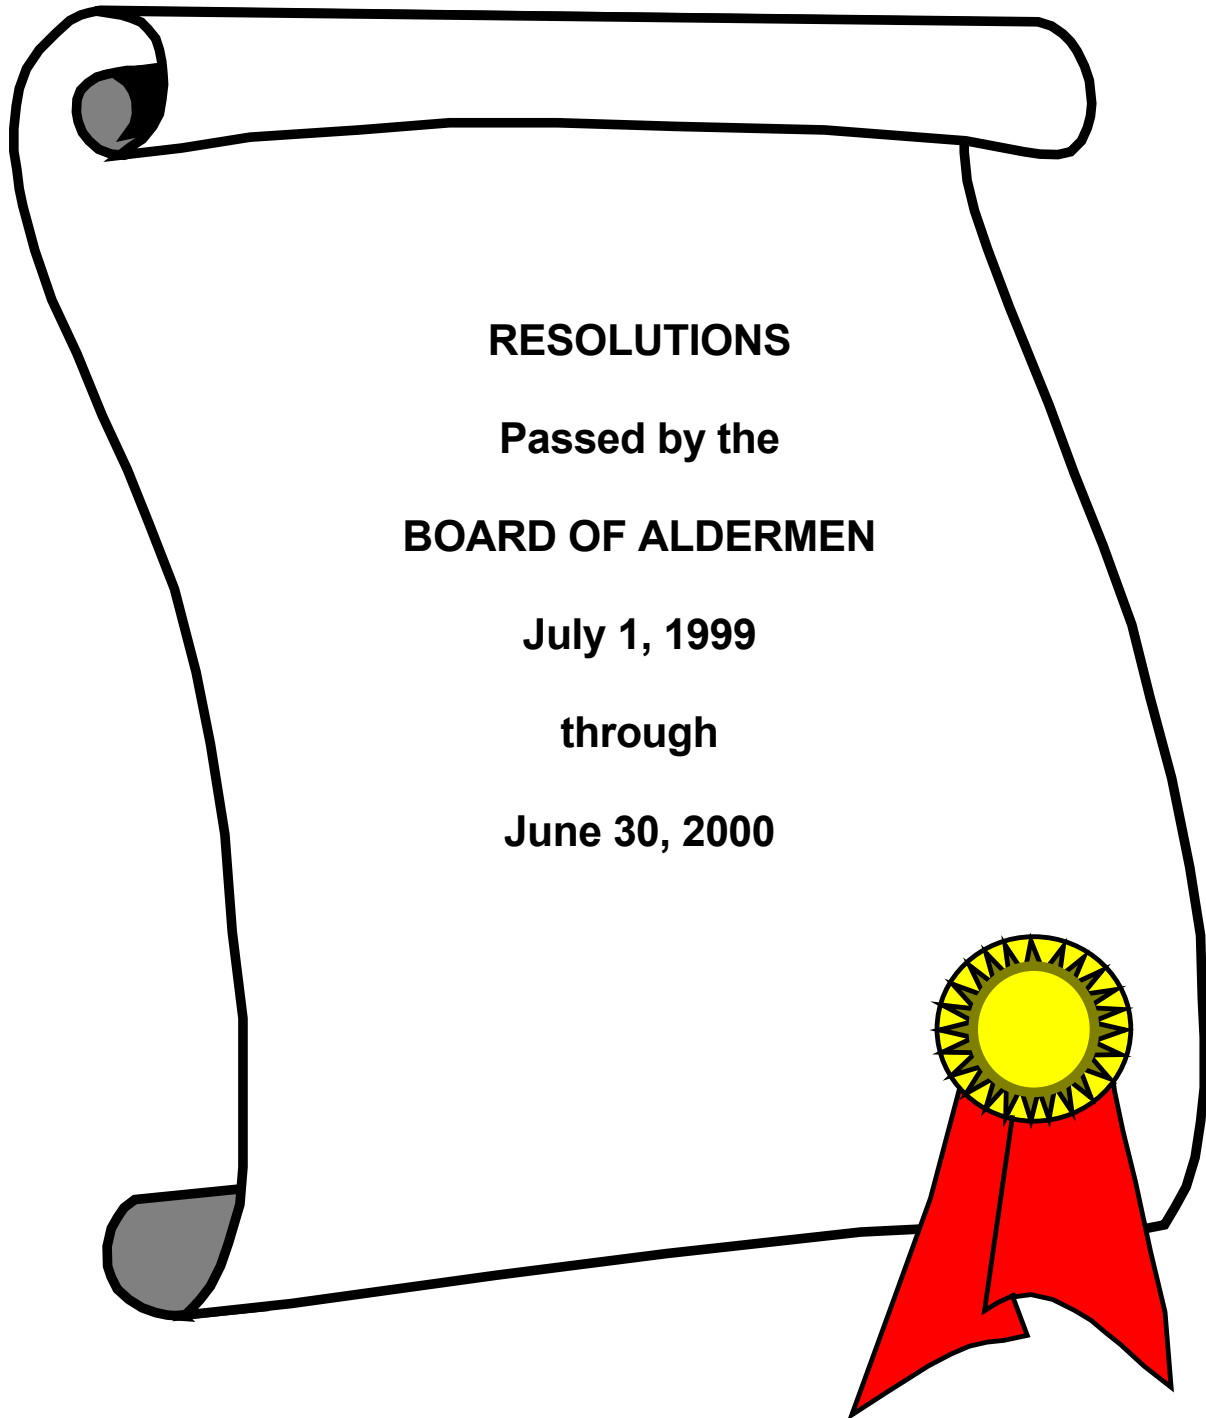 RESOLUTIONS
Passed by the
BOARD OF ALDERMEN
July 1, 1999
through
June 30, 2000